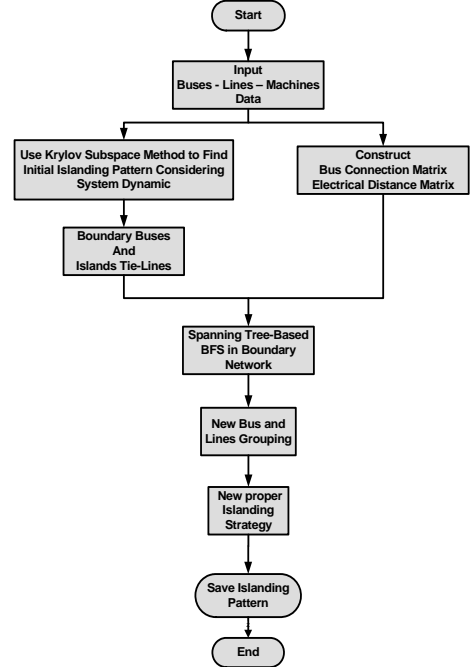 Start
Input
Buses - Lines – Machines
Data
Use Krylov Subspace Method to Find
Initial Islanding Pattern Considering
System Dynamic
Construct
Bus Connection Matrix
Electrical Distance Matrix
Boundary Buses
And
Islands Tie-Lines
Spanning Tree-Based
BFS in Boundary
Network
New Bus and
Lines Grouping
New proper
Islanding
Strategy
Save Islanding
Pattern
End